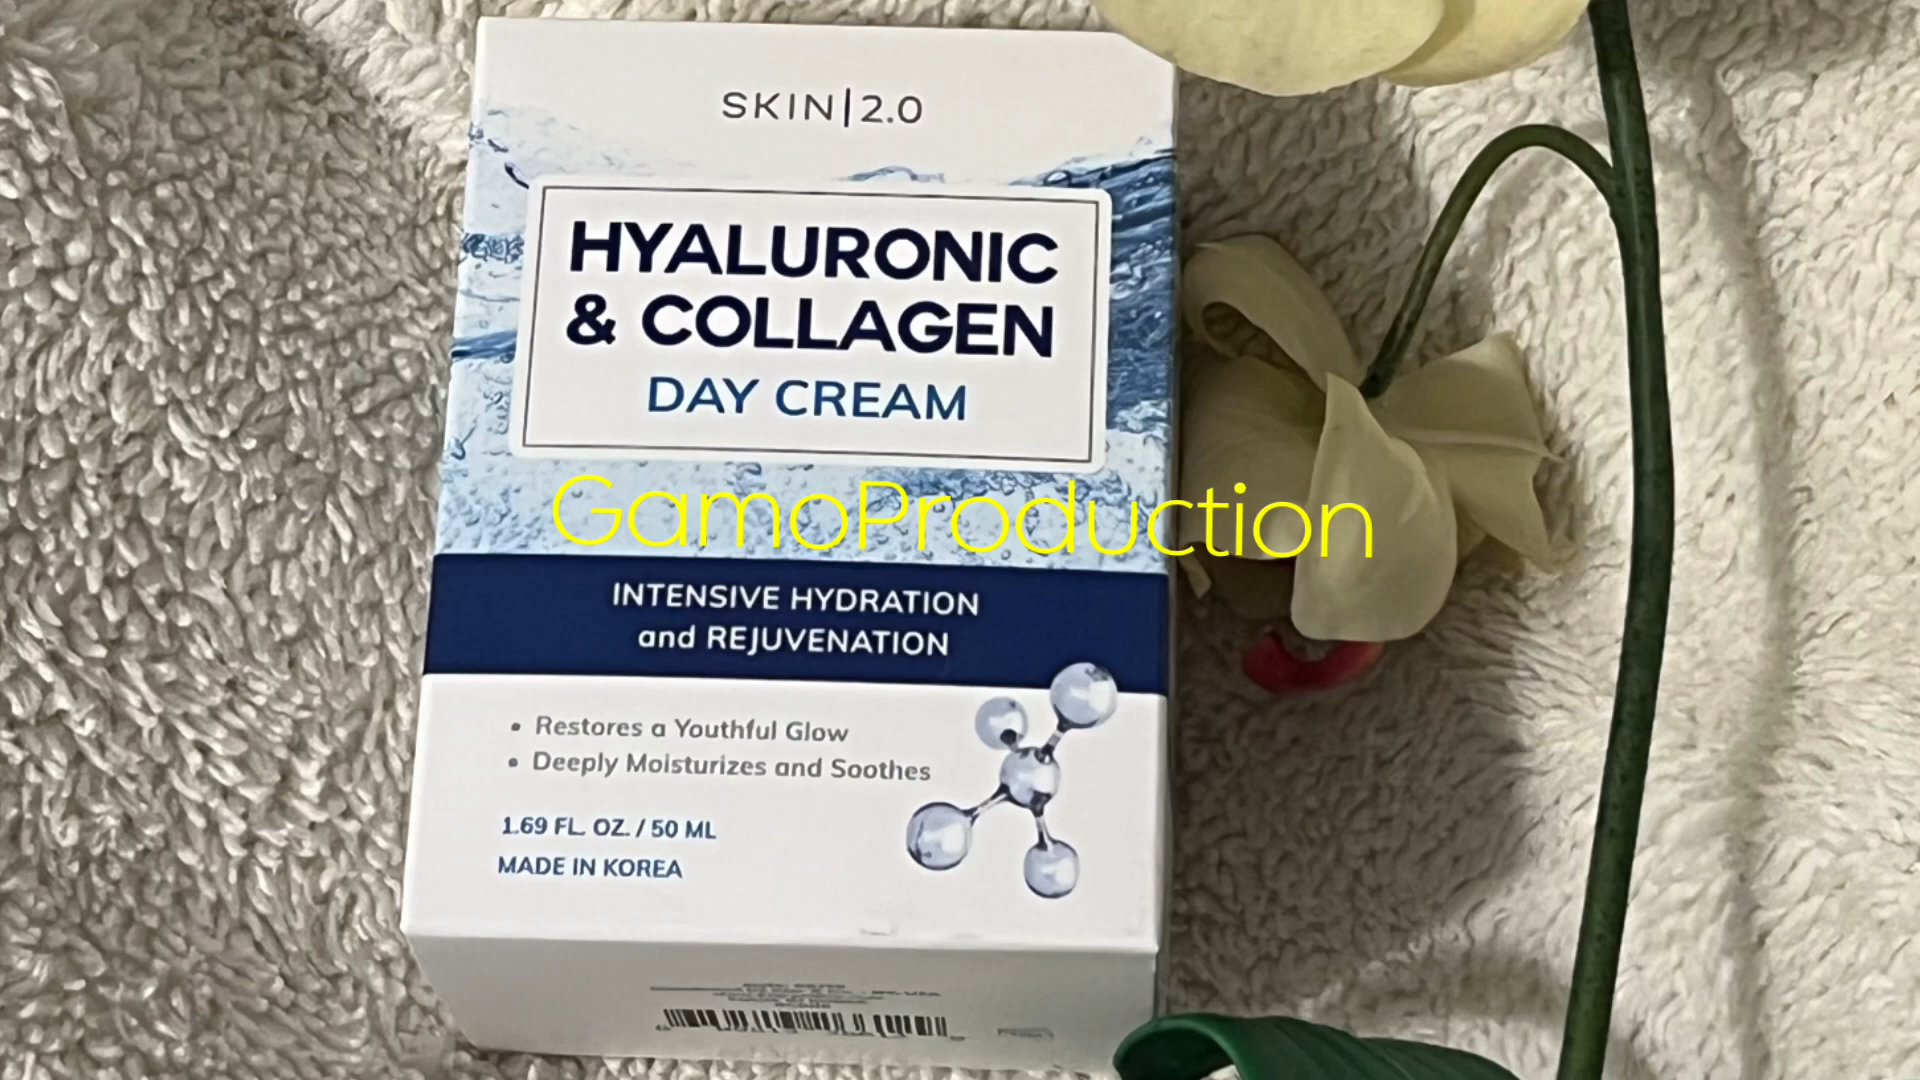 SKIN|2.0
HYALURONIC
& COLLAGEN
DAY CREAM
GamoProduction
INTENSIVE HYDRATION
and REJUVENATION
• Restores a Youthful Glow
• Deeply Moisturizes and Soothes
1.69 FL. OZ. / 50 ML
MADE IN KOREA